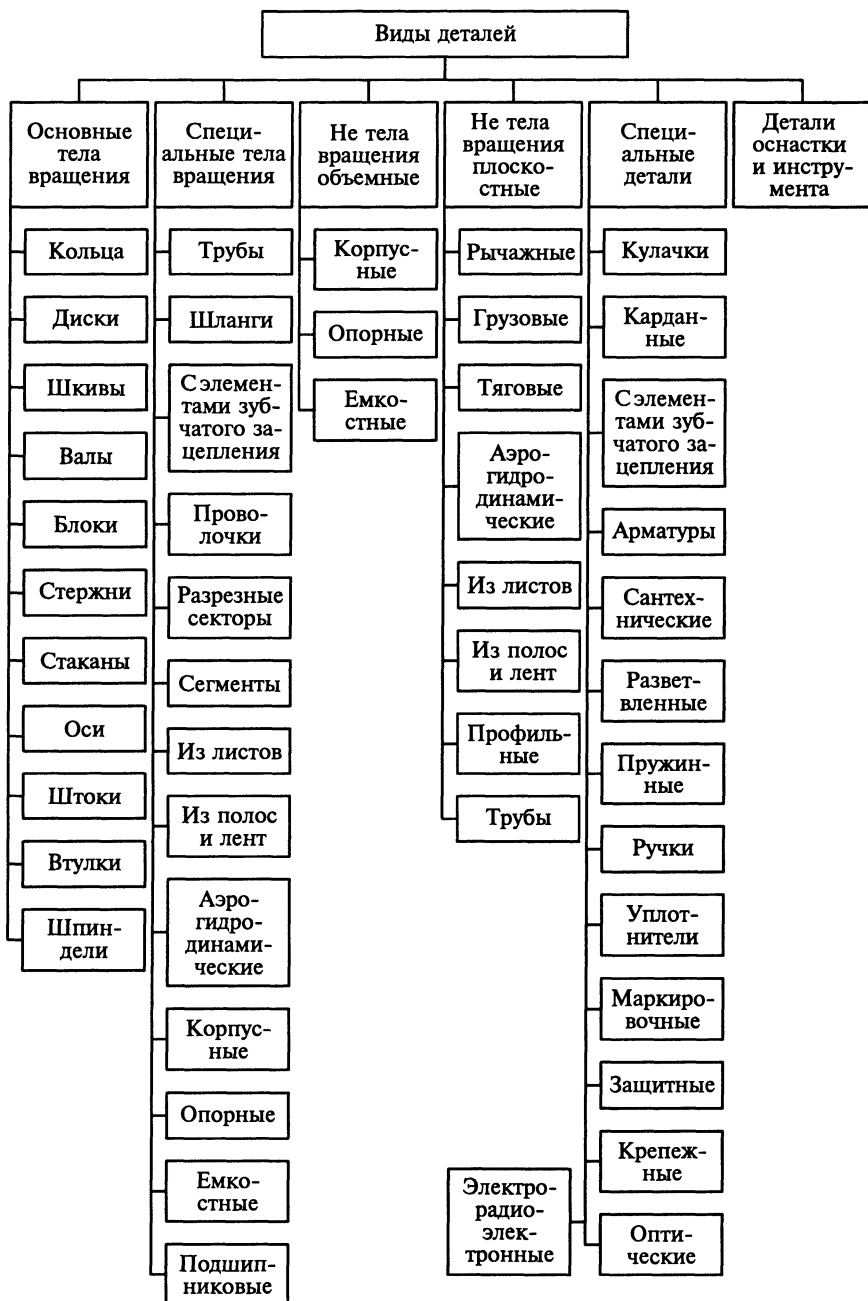 Виды деталей
Основные
тела
вращения
Специ-
альные тела
вращения
Не тела
вращения
объемные
Не тела
вращения
плоско-
стные
Специ-
альные
детали
Детали
оснастки
и инстру-
мента
Кольца
Диски
Шкивы
Валы
Блоки
Стержни
Стаканы
Оси
Штоки
Втулки
Шпин-
дели
Трубы
Шланги
С элемен-
тами зуб-
чатого за-
цепления
Прово-
лочки
Разрезные
секторы
Сегменты
Из листов
Из полос
и лент
Аэро-
гидро-
динами-
ческие
Корпус-
ные
Опорные
Емко-
стные
Подшип-
никовые
Корпус-
ные
Опорные
Емко-
стные
Рычажные
Грузовые
Тяговые
Аэро-
гидро-
динами-
ческие
Из листов
Из полос
и лент
Профиль-
ные
Трубы
Кулачки
Кардан-
ные
С элемен-
тами зуб-
чатого за-
цепления
Арматуры
Сантех-
нические
Развет-
вленные
Пружин-
ные
Ручки
Уплот-
нители
Маркиро-
вочные
Защитные
Крепеж-
ные
Опти-
ческие
Электро-
радио-
элек-
тронные